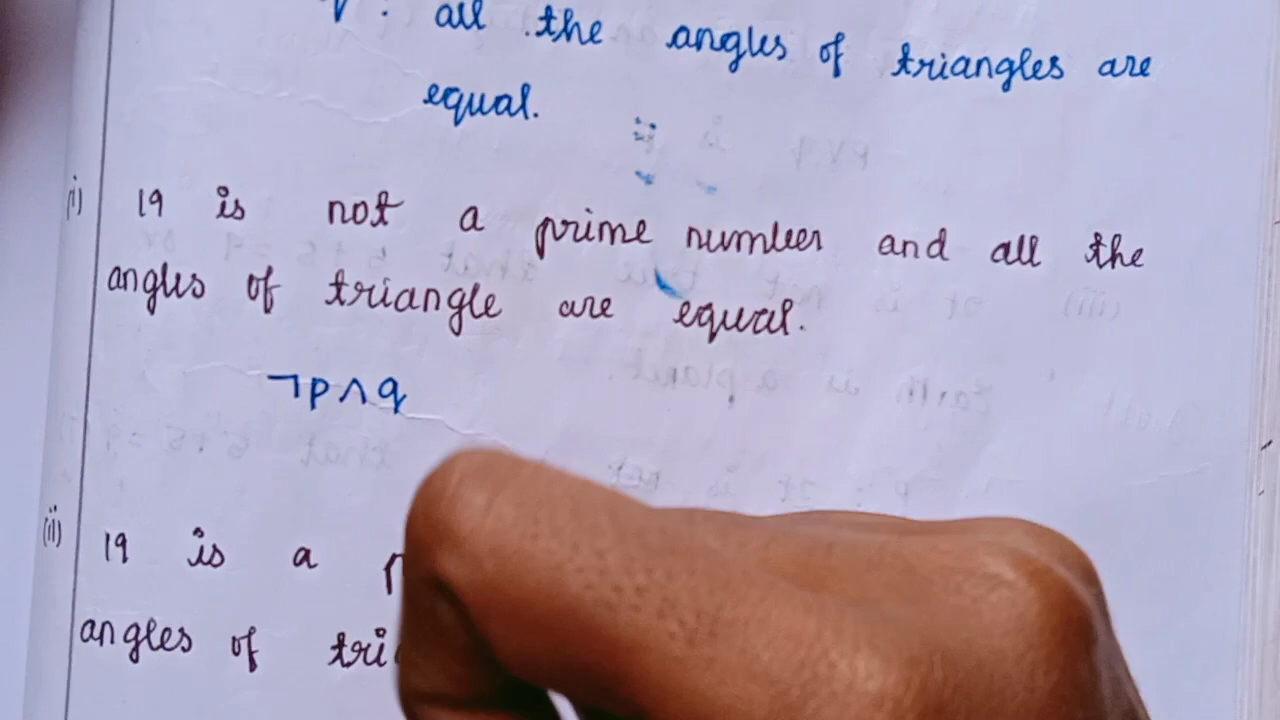 : all the angles of triangles are
equal.
(i) 19 is not a prime number and all the
angles of triangle are equal.
¬p∧q
(ii) 19 is a
angles of